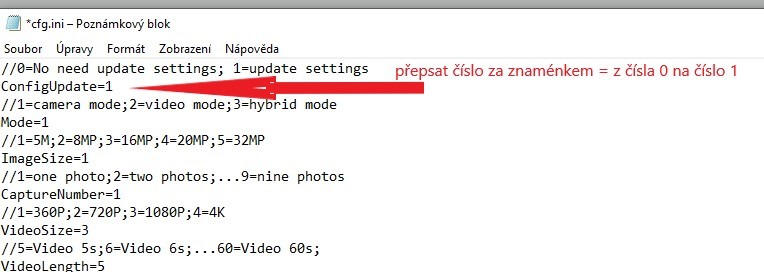 *cfg.ini – Poznámkový blok
Soubor Úpravy Formát Zobrazení Nápověda
//0=No need update settings; 1=update settings
přepsat číslo za znaménkem = z čísla 0 na číslo 1
ConfigUpdate=1
//1=camera mode;2=video mode;3=hybrid mode
Mode=1
//1=5M;2=8MP;3=16MP;4=20MP;5=32MP
ImageSize=1
//1=one photo;2=two photos;...9=nine photos
CaptureNumber=1
//1=360P;2=720P;3=1080P;4=4K
VideoSize=3
//5=Video 5s;6=Video 6s;...60=Video 60s;
VideoLength=5